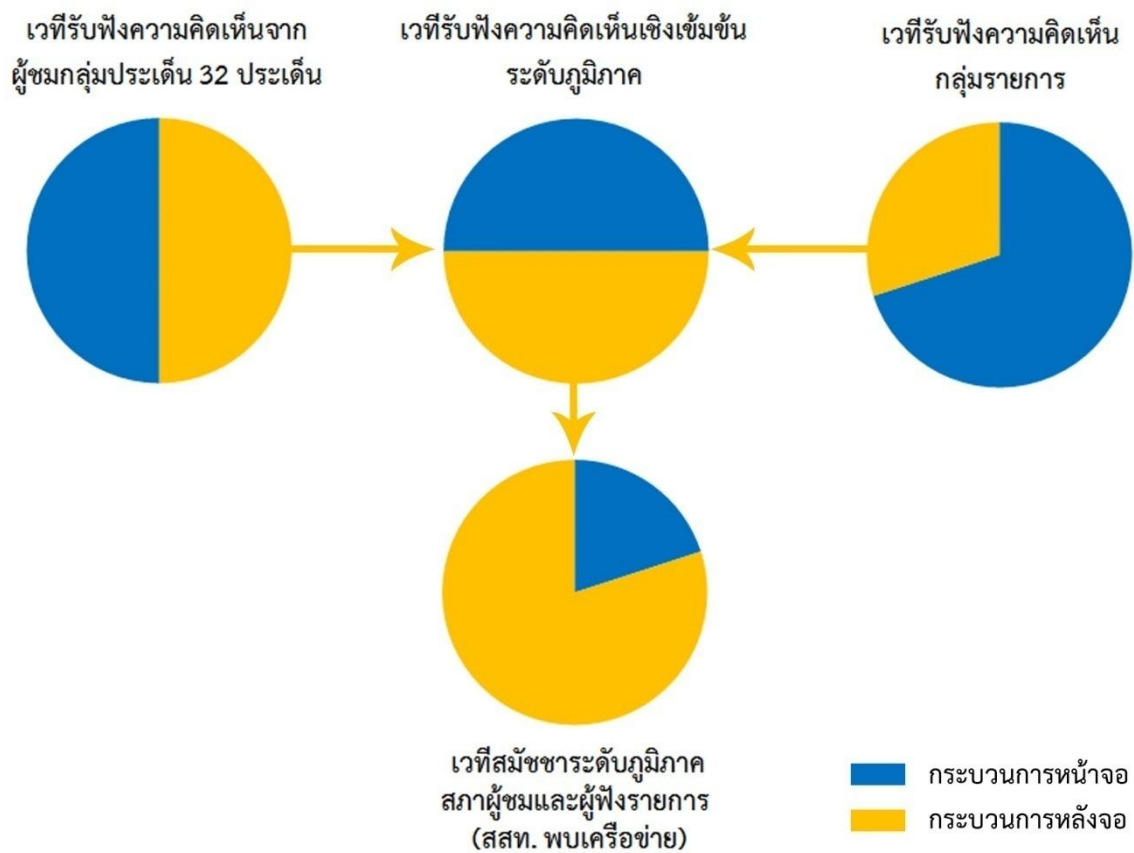 เวทีรับฟังความคิดเห็นจาก
ผู้ชมกลุ่มประเด็น 32 ประเด็น
เวทีรับฟังความคิดเห็นเชิงเข้มข้น
ระดับภูมิภาค
เวทีรับฟังความคิดเห็น
กลุ่มรายการ
เวทีสมัชชาระดับภูมิภาค
สภาผู้ชมและผู้ฟังรายการ
(สสท. พบเครือข่าย)
กระบวนการหน้าจอ
กระบวนการหลังจอ